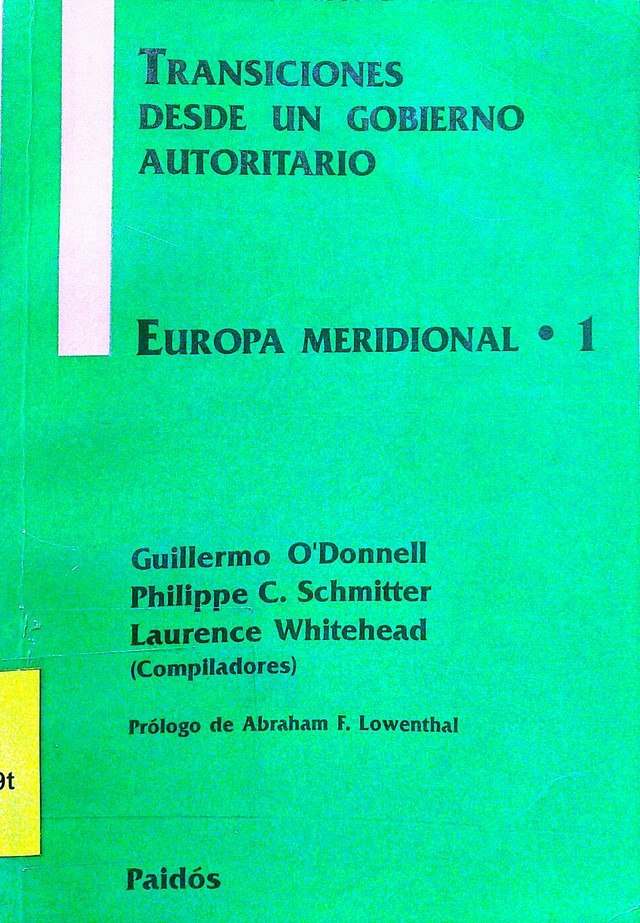 TRANSICIONES
DESDE UN GOBIERNO
AUTORITARIO
EUROPA MERIDIONAL • 1
Guillermo O'Donnell
Philippe C. Schmitter
Laurence Whitehead
(Compiladores)
Prólogo de Abraham F. Lowenthal
9t
Paidós